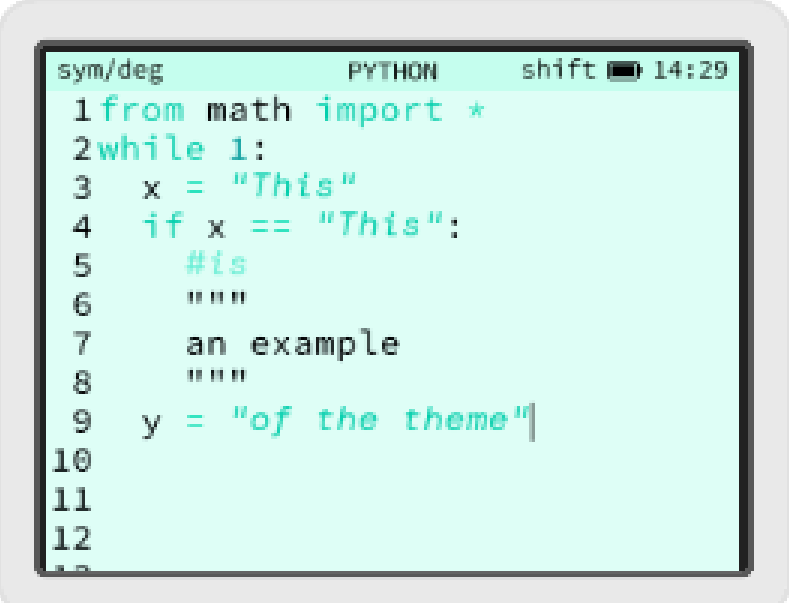 sym/deg PYTHON shift 14:29
1 from math import *
2 while 1:
3   x = "This"
4   if x == "This":
5     #is
6     """
7     an example
8     """
9   y = "of the theme"
10
11
12